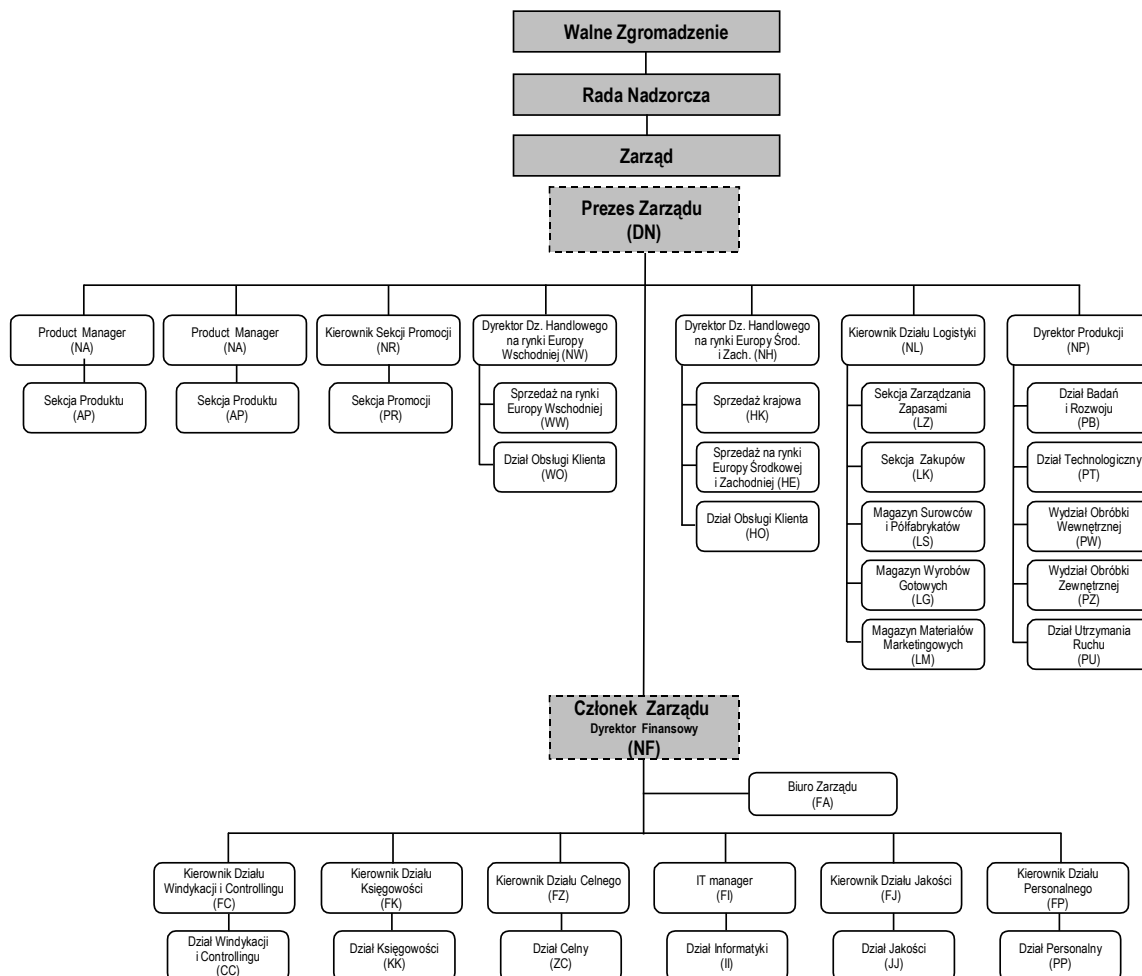 Walne Zgromadzenie
Rada Nadzorcza
Zarząd
Prezes Zarządu
(DN)
Product Manager
(NA)
Product Manager
(NA)
Kierownik Sekcji Promocji
(NR)
Dyrektor Dz. Handlowego
na rynki Europy
Wschodniej (NW)
Dyrektor Dz. Handlowego
na rynki Europy Środ.
i Zach. (NH)
Kierownik Działu Logistyki
(NL)
Dyrektor Produkcji
(NP)
Sekcja Produktu
(AP)
Sekcja Produktu
(AP)
Sekcja Promocji
(PR)
Sprzedaż na rynki
Europy Wschodniej
(WW)
Dział Obsługi Klienta
(WO)
Sprzedaż krajowa
(HK)
Sprzedaż na rynki
Europy Środkowej
i Zachodniej (HE)
Dział Obsługi Klienta
(HO)
Sekcja Zarządzania
Zapasami
(LZ)
Sekcja Zakupów
(LK)
Magazyn Surowców
i Półfabrykatów
(LS)
Magazyn Wyrobów
Gotowych
(LG)
Magazyn Materiałów
Marketingowych
(LM)
Dział Badań
i Rozwoju
(PB)
Dział Technologiczny
(PT)
Wydział Obróbki
Wewnętrznej
(PW)
Wydział Obróbki
Zewnętrznej
(PZ)
Dział Utrzymania
Ruchu
(PU)
Członek Zarządu
Dyrektor Finansowy
(NF)
Biuro Zarządu
(FA)
Kierownik Działu
Windykacji i Controllingu
(FC)
Kierownik Działu
Księgowości
(FK)
Kierownik Działu Celnego
(FZ)
IT manager
(FI)
Kierownik Działu Jakości
(FJ)
Kierownik Działu
Personalnego
(FP)
Dział Windykacji
i Controllingu
(CC)
Dział Księgowości
(KK)
Dział Celny
(ZC)
Dział Informatyki
(II)
Dział Jakości
(JJ)
Dział Personalny
(PP)